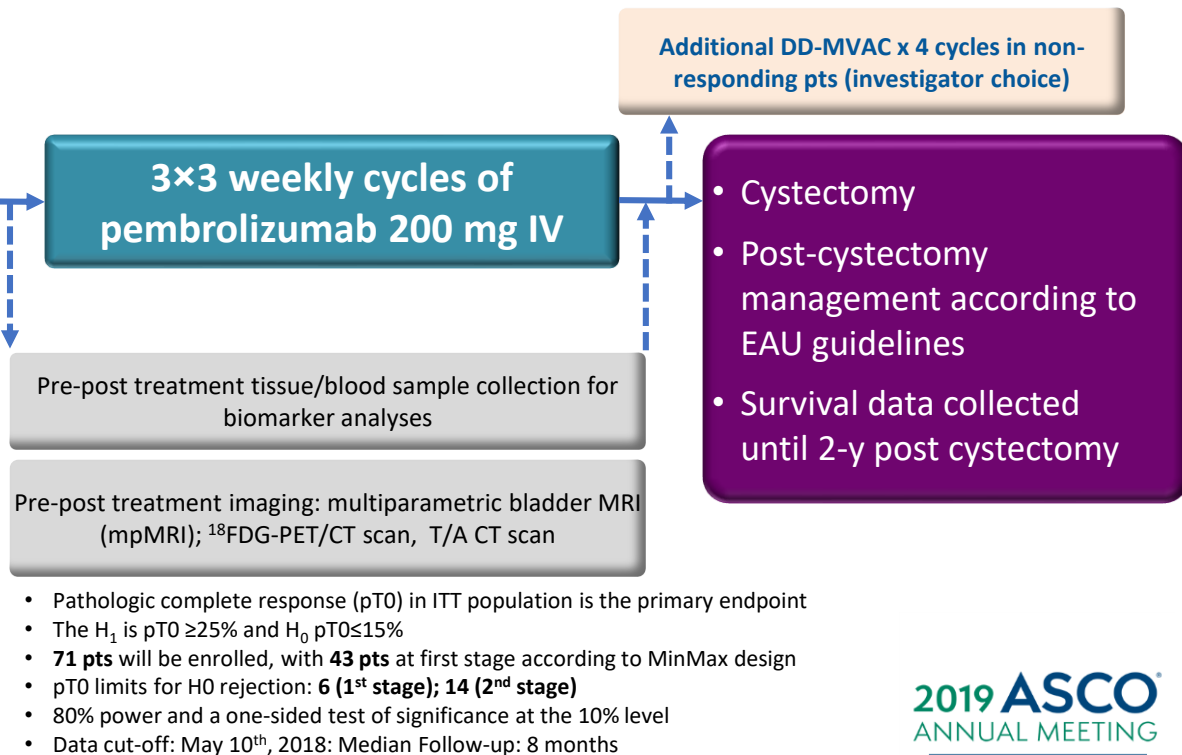 Additional DD-MVAC x 4 cycles in non-
responding pts (investigator choice)
3×3 weekly cycles of
pembrolizumab 200 mg IV
• Cystectomy
• Post-cystectomy
management according to
EAU guidelines
• Survival data collected
until 2-y post cystectomy
Pre-post treatment tissue/blood sample collection for
biomarker analyses
Pre-post treatment imaging: multiparametric bladder MRI
(mpMRI); ¹⁸FDG-PET/CT scan, T/A CT scan
• Pathologic complete response (pT0) in ITT population is the primary endpoint
• The H₁ is pT0 ≥25% and H₀ pT0≤15%
• 71 pts will be enrolled, with 43 pts at first stage according to MinMax design
• pT0 limits for H0 rejection: 6 (1ˢᵗ stage); 14 (2ⁿᵈ stage)
• 80% power and a one-sided test of significance at the 10% level
• Data cut-off: May 10ᵗʰ, 2018: Median Follow-up: 8 months
2019 ASCO®
ANNUAL MEETING